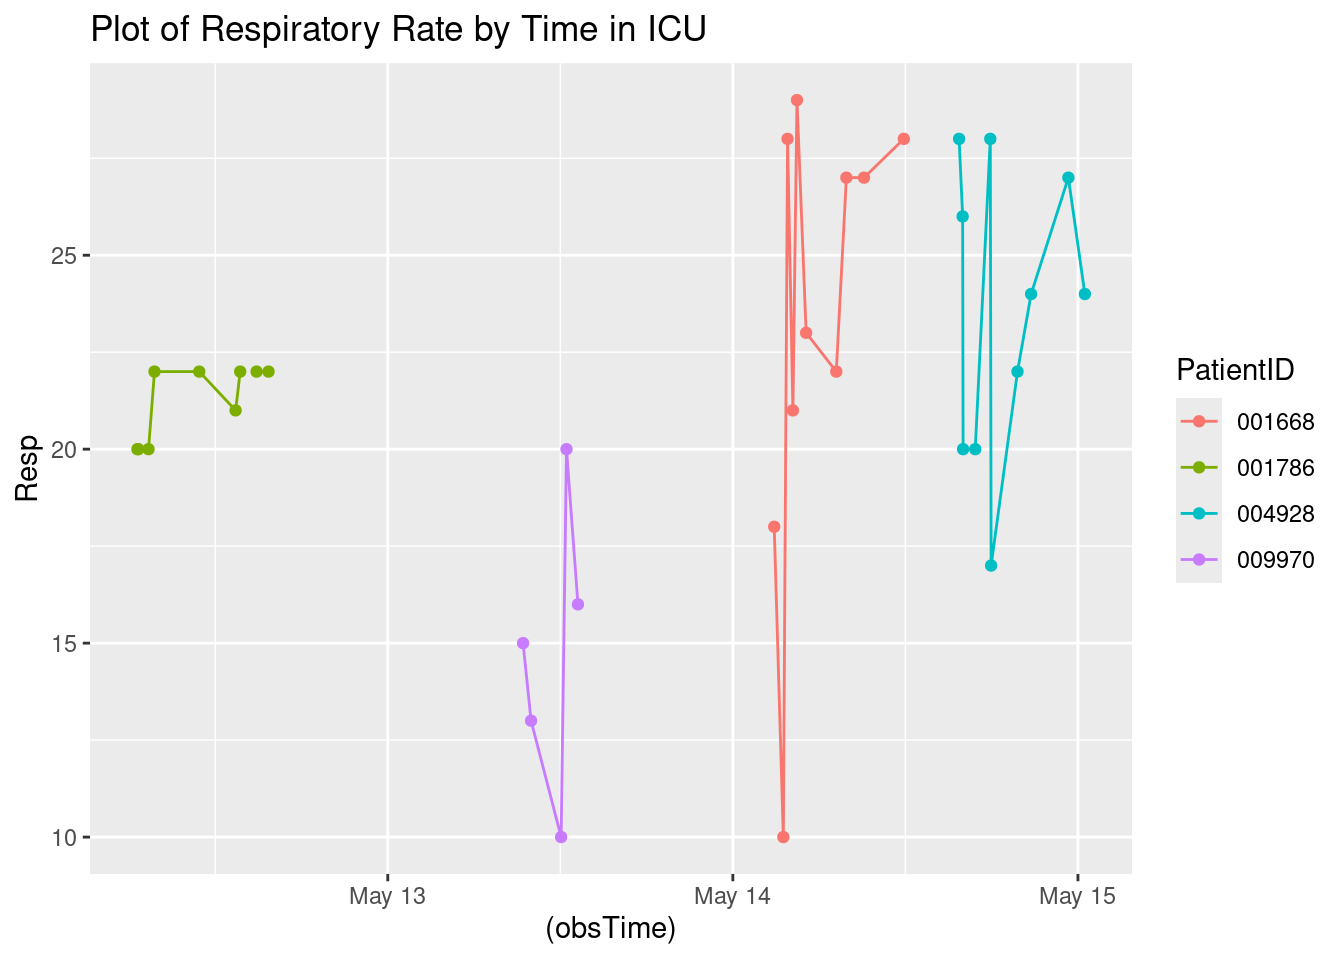 Plot of Respiratory Rate by Time in ICU
Resp
25
20
15
10
May 13
May 14
May 15
(obsTime)
PatientID
001668
001786
004928
009970